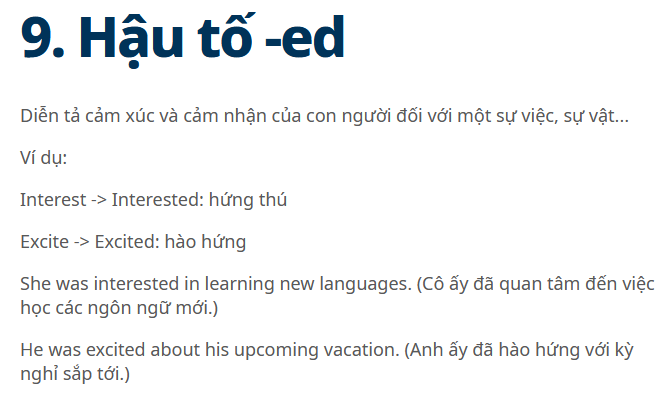 9. Hậu tố -ed
Diễn tả cảm xúc và cảm nhận của con người đối với một sự việc, sự vật...
Ví dụ:
Interest -> Interested: hứng thú
Excite -> Excited: hào hứng
She was interested in learning new languages. (Cô ấy đã quan tâm đến việc
học các ngôn ngữ mới.)
He was excited about his upcoming vacation. (Anh ấy đã hào hứng với kỳ
nghỉ sắp tới.)